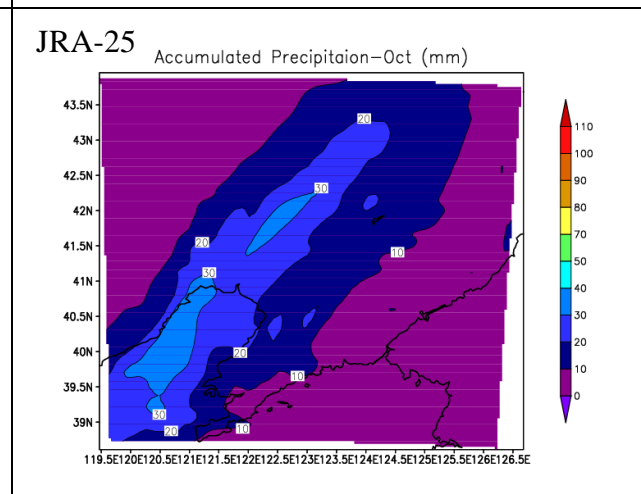 JRA-25
Accumulated Precipitaion-Oct (mm)
43.5N
43N
42.5N
42N
41.5N
41N
40.5N
40N
39.5N
39N
119.5E120E120.5E121E121.5E122E122.5E123E123.5E124E124.5E125E125.5E126E126.5E
20
30
20
10
30
20
10
30
20
10
110
100
90
80
70
60
50
40
30
20
10
0